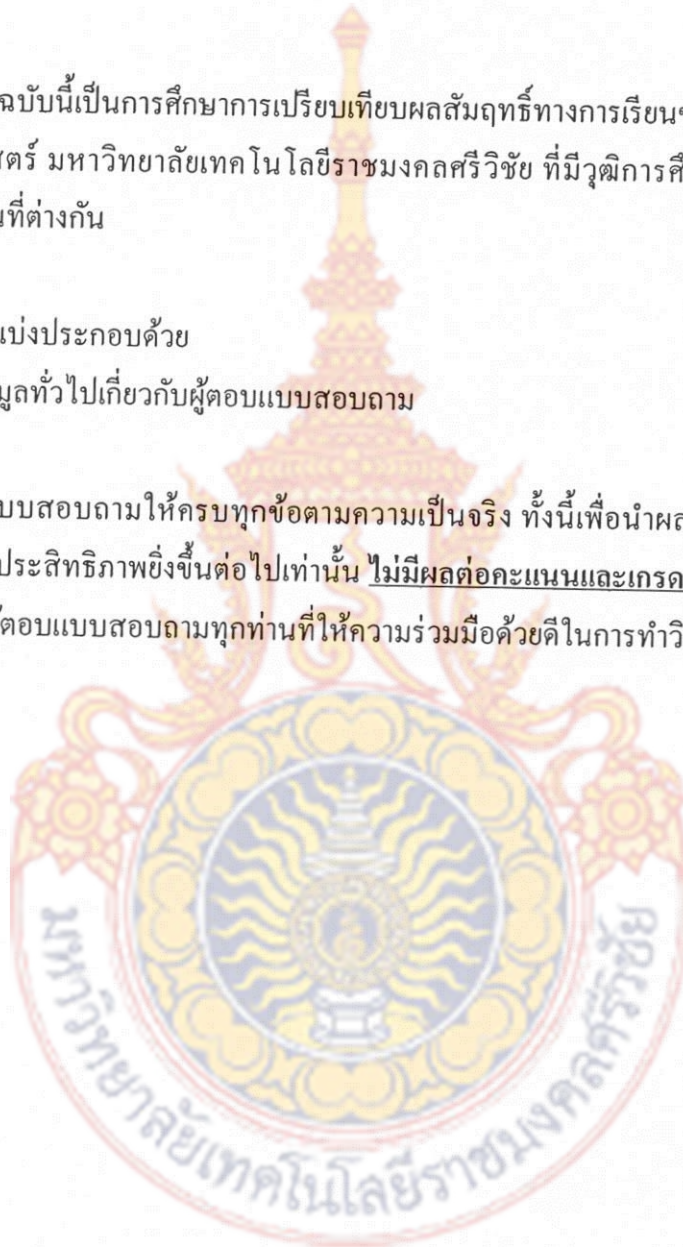 ฉบับนี้เป็นการศึกษาการเปรียบเทียบผลสัมฤทธิ์ทางการเรียน
สตร์ มหาวิทยาลัยเทคโนโลยีราชมงคลศรีวิชัย ที่มีวุฒิการศึ
นที่ต่างกัน
แบ่งประกอบด้วย
มูลทั่วไปเกี่ยวกับผู้ตอบแบบสอบถาม
บบสอบถามให้ครบทุกข้อตามความเป็นจริง ทั้งนี้เพื่อนำผล
ประสิทธิภาพยิ่งขึ้นต่อไปเท่านั้น ไม่มีผลต่อคะแนนและเกรด
ตอบแบบสอบถามทุกท่านที่ให้ความร่วมมือด้วยดีในการทำวิ
มหาวิทยาลัยเทคโนโลยีราชมงคลศรีวิชัย